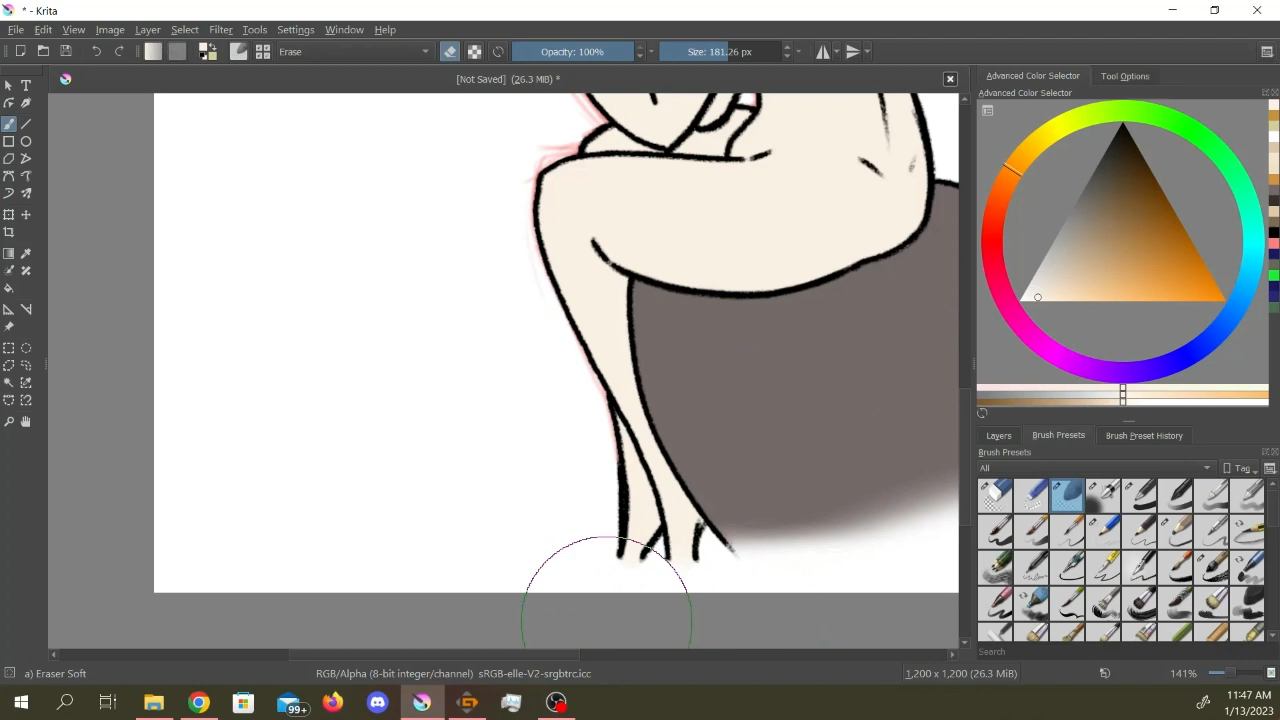 * - Krita
File Edit View Image Layer Select Filter Tools Settings Window Help
Erase Opacity: 100% Size: 181.26 px
[Not Saved] (26.3 MiB) *
Advanced Color Selector Tool Options
Advanced Color Selector
Layers Brush Presets Brush Preset History
Brush Presets
All Tag
Search
a) Eraser Soft RGB/Alpha (8-bit integer/channel) sRGB-elle-V2-srgbtrc.icc 1,200 x 1,200 (26.3 MiB) 141%
99+ 11:47 AM
1/13/2023